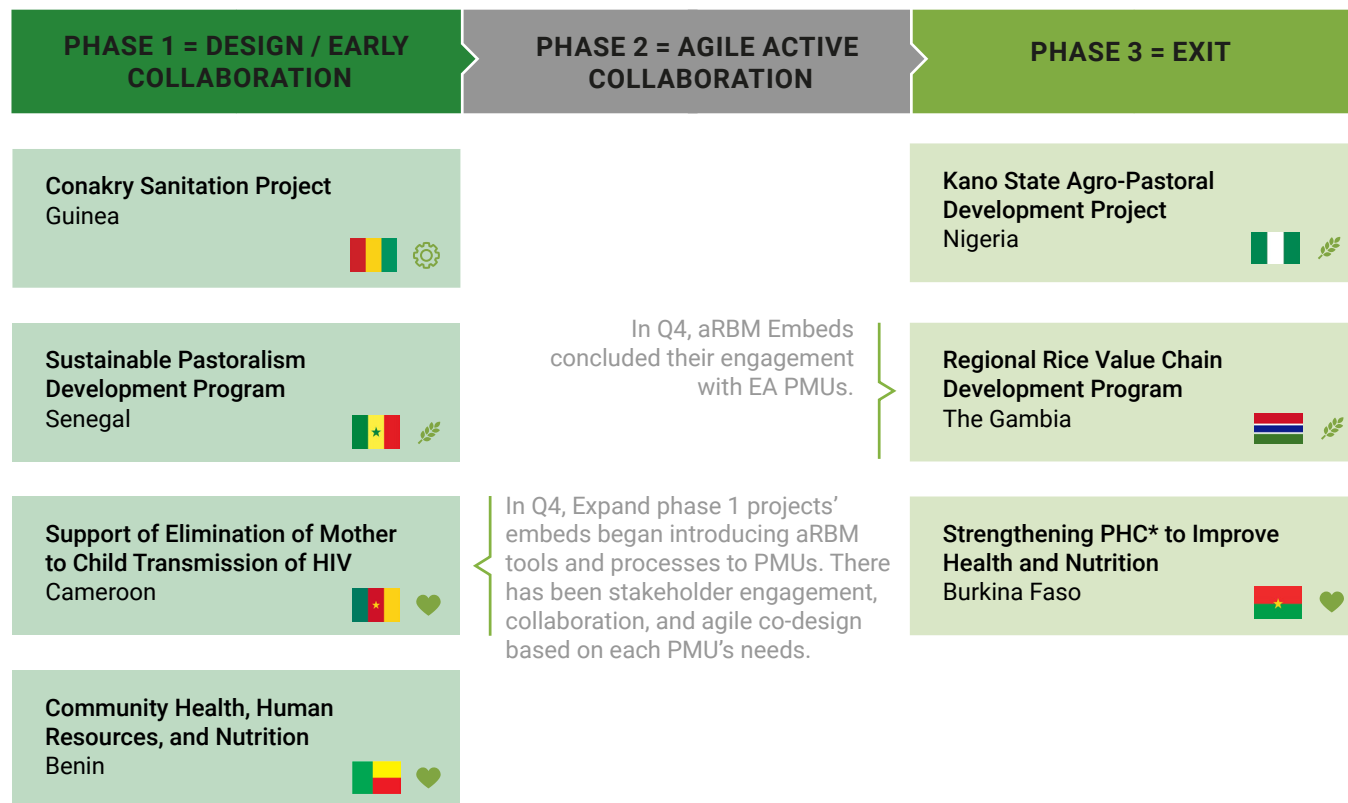 PHASE 1 = DESIGN / EARLY
COLLABORATION
PHASE 2 = AGILE ACTIVE
COLLABORATION
PHASE 3 = EXIT
Conakry Sanitation Project
Guinea
Sustainable Pastoralism
Development Program
Senegal
Support of Elimination of Mother
to Child Transmission of HIV
Cameroon
Community Health, Human
Resources, and Nutrition
Benin
In Q4, aRBM Embeds
concluded their engagement
with EA PMUs.
In Q4, Expand phase 1 projects’
embeds began introducing aRBM
tools and processes to PMUs. There
has been stakeholder engagement,
collaboration, and agile co-design
based on each PMU’s needs.
Kano State Agro-Pastoral
Development Project
Nigeria
Regional Rice Value Chain
Development Program
The Gambia
Strengthening PHC* to Improve
Health and Nutrition
Burkina Faso